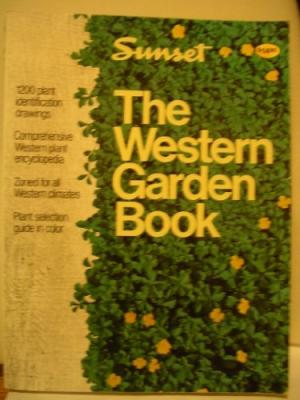 Sunset
The
Western
Garden
Book
1200 plant
identification
drawings
Comprehensive
Western plant
encyclopedia
Zoned for all
Western climates
Plant selection
guide in color